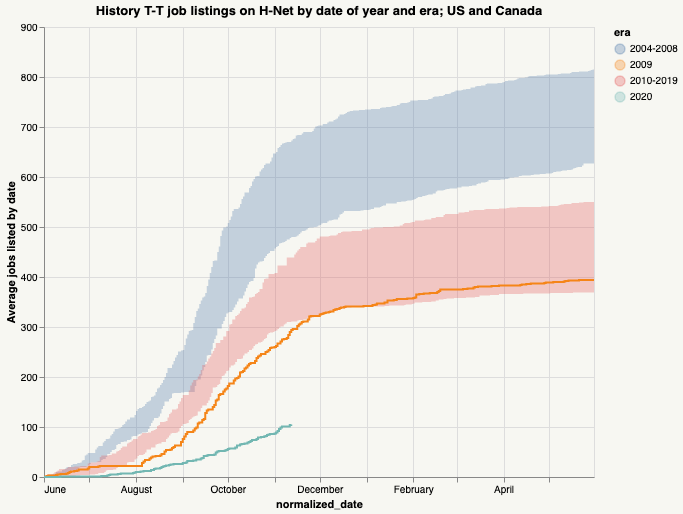 History T-T job listings on H-Net by date of year and era; US and Canada
era
2004-2008
2009
2010-2019
2020
Average jobs listed by date
900
800
700
600
500
400
300
200
100
0
June August October December February April
normalized_date